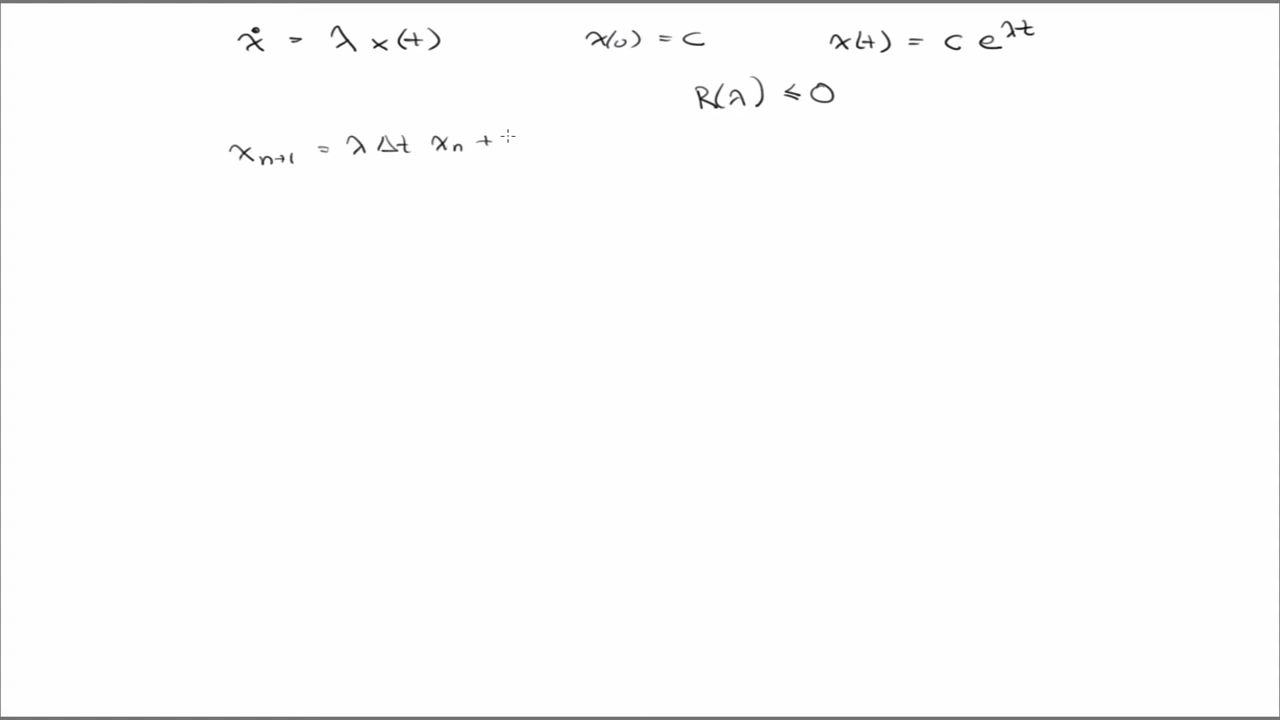 ẋ = λ x(t) x(0) = c x(t) = c e^{λt}
R(λ) ≤ 0
x_{n+1} = λ Δt x_n +